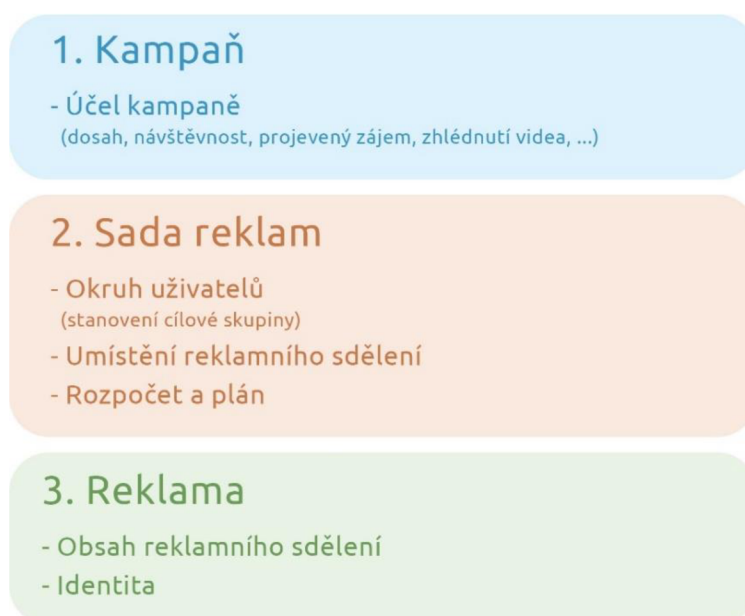 1. Kampaň
- Účel kampaně
(dosah, návštěvnost, projevený zájem, zhlédnutí videa, ...)
2. Sada reklam
- Okruh uživatelů
(stanovení cílové skupiny)
- Umístění reklamního sdělení
- Rozpočet a plán
3. Reklama
- Obsah reklamního sdělení
- Identita